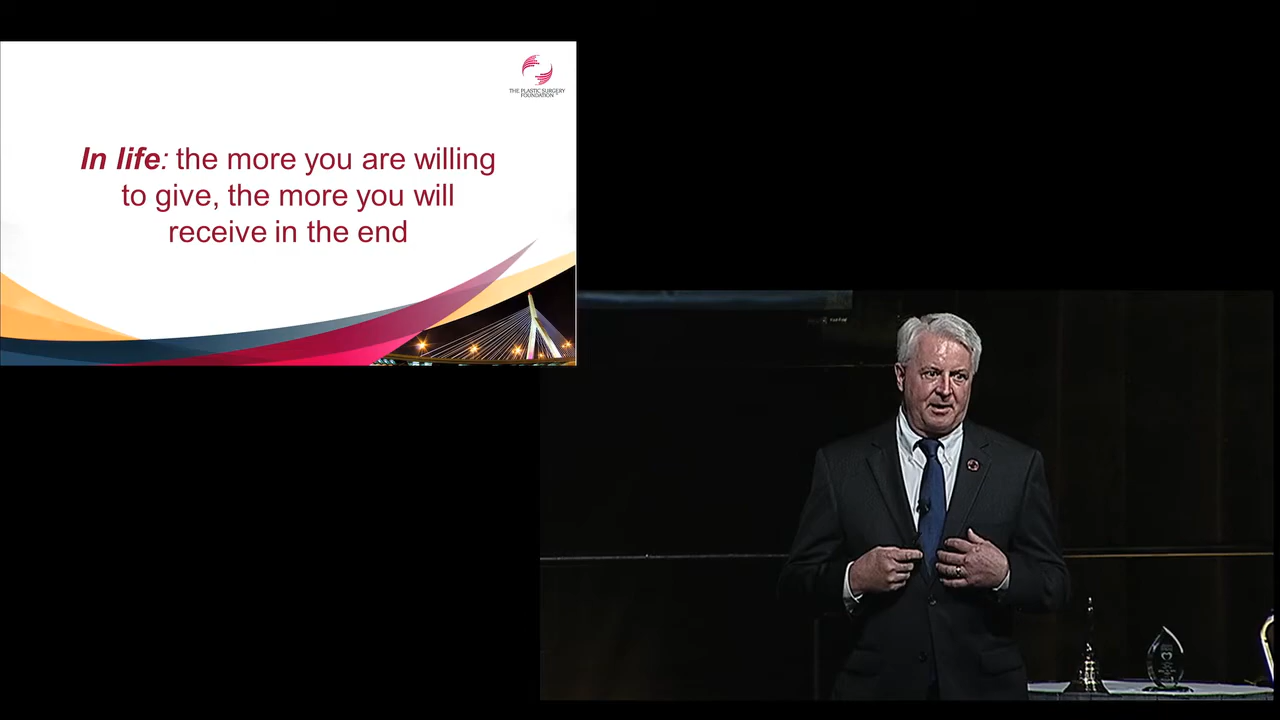 THE PLASTIC SURGERY
FOUNDATION
In life: the more you are willing
to give, the more you will
receive in the end